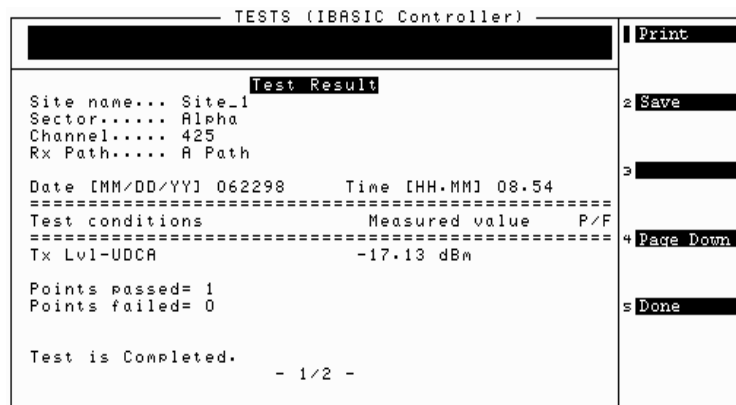 TESTS (IBASIC Controller)
Test Result
Site name... Site_1
Sector...... Alpha
Channel..... 425
Rx Path..... A Path
Date [MM/DD/YY] 062298 Time [HH.MM] 08.54
==================================================
Test conditions Measured value P/F
==================================================
Tx Lvl-UDCA -17.13 dBm
Points passed= 1
Points failed= 0
Test is Completed.
- 1/2 -
1 Print
2 Save
3
4 Page Down
5 Done